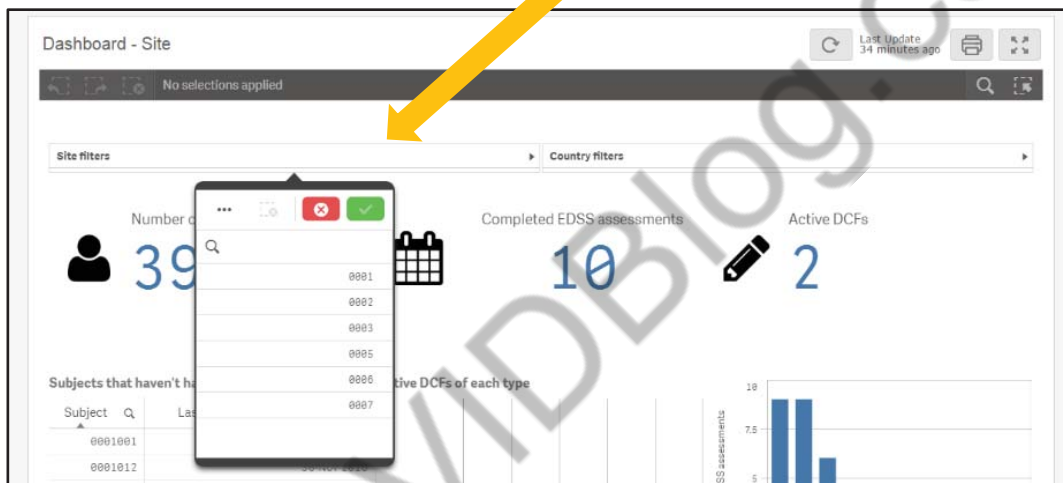 Dashboard - Site
Last Update
34 minutes ago
No selections applied
Site filters
Country filters
Number
39
Completed EDSS assessments
10
Active DCFs
2
0001
0002
0003
0005
0006
0007
Subjects that haven't
DCFs of each type
Subject
0001001
0001012
SS assessments
10
7.5
5